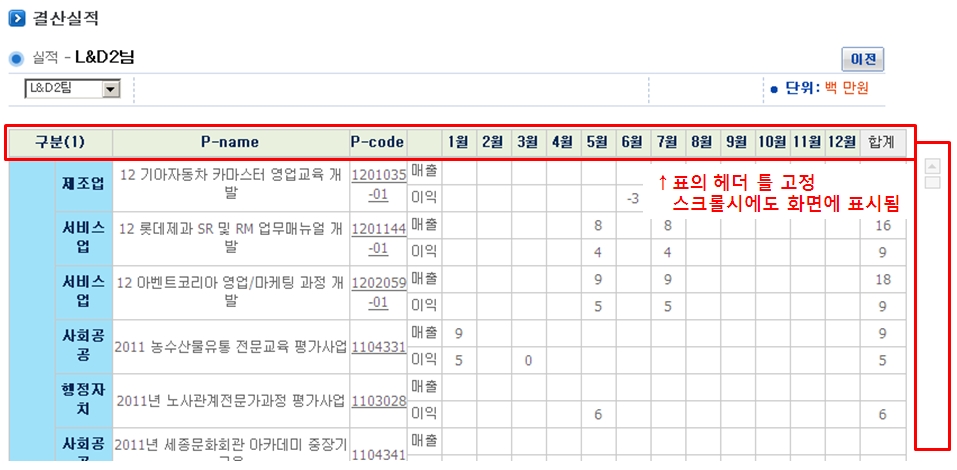 결산실적
실적 - L&D2팀
이전
L&D2팀
단위: 백 만원
구분(1) P-name P-code 1월 2월 3월 4월 5월 6월 7월 8월 9월 10월 11월 12월 합계
제조업 12 기아자동차 카마스터 영업교육 개
발 1201035
-01 매출
이익 -3
↑ 표의 헤더 틀 고정
스크롤시에도 화면에 표시됨
서비스
업 12 롯데제과 SR 및 RM 업무매뉴얼 개
발 1201144
-01 매출 8 8 16
이익 4 4 9
서비스
업 12 아벤트코리아 영업/마케팅 과정 개
발 1202059
-01 매출 9 9 18
이익 5 5 9
사회공
공 2011 농수산물유통 전문교육 평가사업 1104331 매출 9 9
이익 5 0 5
행정자
치 2011년 노사관계전문가과정 평가사업 1103028 매출
이익 6 6
사회공
2011년 세종문화회관 아카데미 중장기
1104341 매출